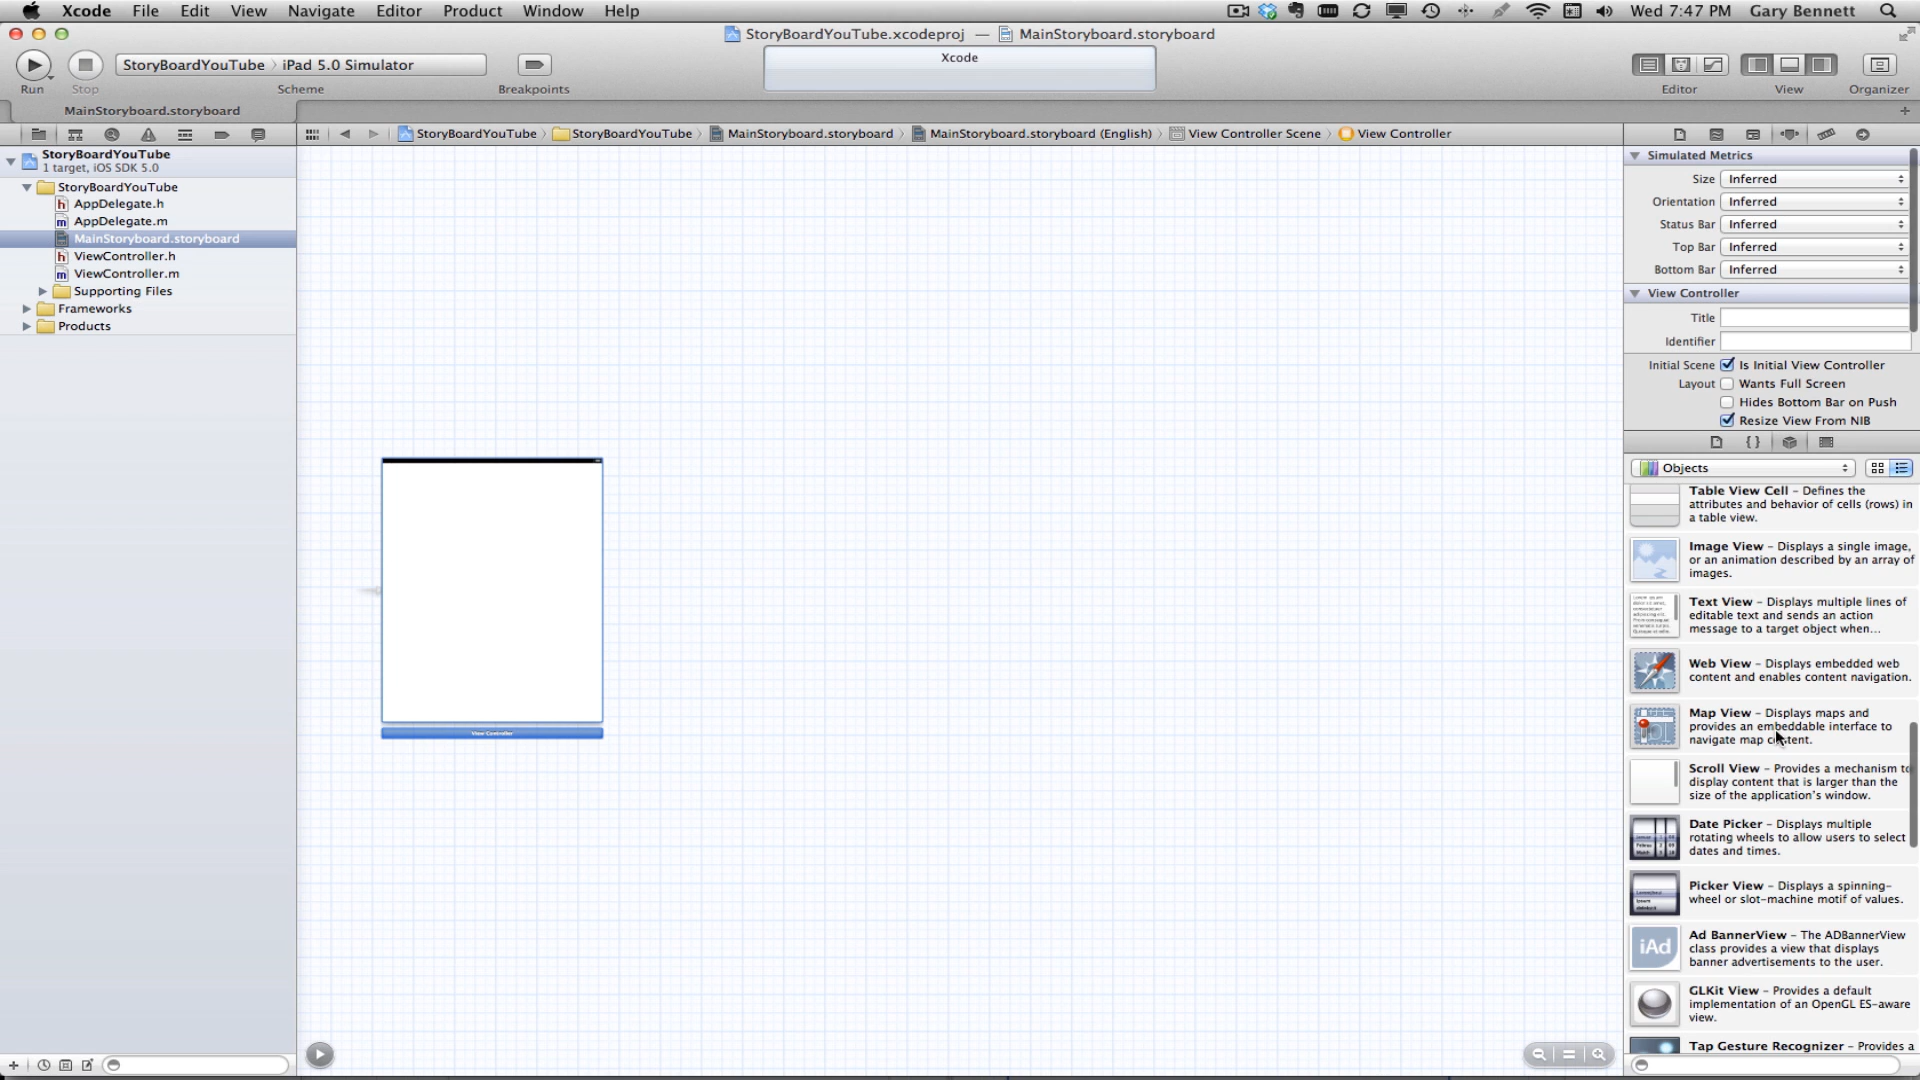 Xcode File Edit View Navigate Editor Product Window Help Wed 7:47 PM Gary Bennett
StoryBoardYouTube.xcodeproj — MainStoryboard.storyboard
StoryBoardYouTube › iPad 5.0 Simulator
Xcode
Run Stop Scheme Breakpoints Editor View Organizer
MainStoryboard.storyboard
StoryBoardYouTube › StoryBoardYouTube › MainStoryboard.storyboard › MainStoryboard.storyboard (English) › View Controller Scene › View Controller
StoryBoardYouTube
1 target, iOS SDK 5.0
StoryBoardYouTube
h AppDelegate.h
m AppDelegate.m
MainStoryboard.storyboard
h ViewController.h
m ViewController.m
Supporting Files
Frameworks
Products
View Controller
Simulated Metrics
Size Inferred
Orientation Inferred
Status Bar Inferred
Top Bar Inferred
Bottom Bar Inferred
View Controller
Title
Identifier
Initial Scene Is Initial View Controller
Layout Wants Full Screen
Hides Bottom Bar on Push
Resize View From NIB
{ }
Objects
Table View Cell – Defines the
attributes and behavior of cells (rows) in
a table view.
Image View – Displays a single image,
or an animation described by an array of
images.
Text View – Displays multiple lines of
editable text and sends an action
message to a target object when...
Web View – Displays embedded web
content and enables content navigation.
Map View – Displays maps and
provides an embeddable interface to
navigate map content.
Scroll View – Provides a mechanism to
display content that is larger than the
size of the application's window.
Date Picker – Displays multiple
rotating wheels to allow users to select
dates and times.
Picker View – Displays a spinning-
wheel or slot-machine motif of values.
iAd
Ad BannerView – The ADBannerView
class provides a view that displays
banner advertisements to the user.
GLKit View – Provides a default
implementation of an OpenGL ES-aware
view.
Tap Gesture Recognizer – Provides a